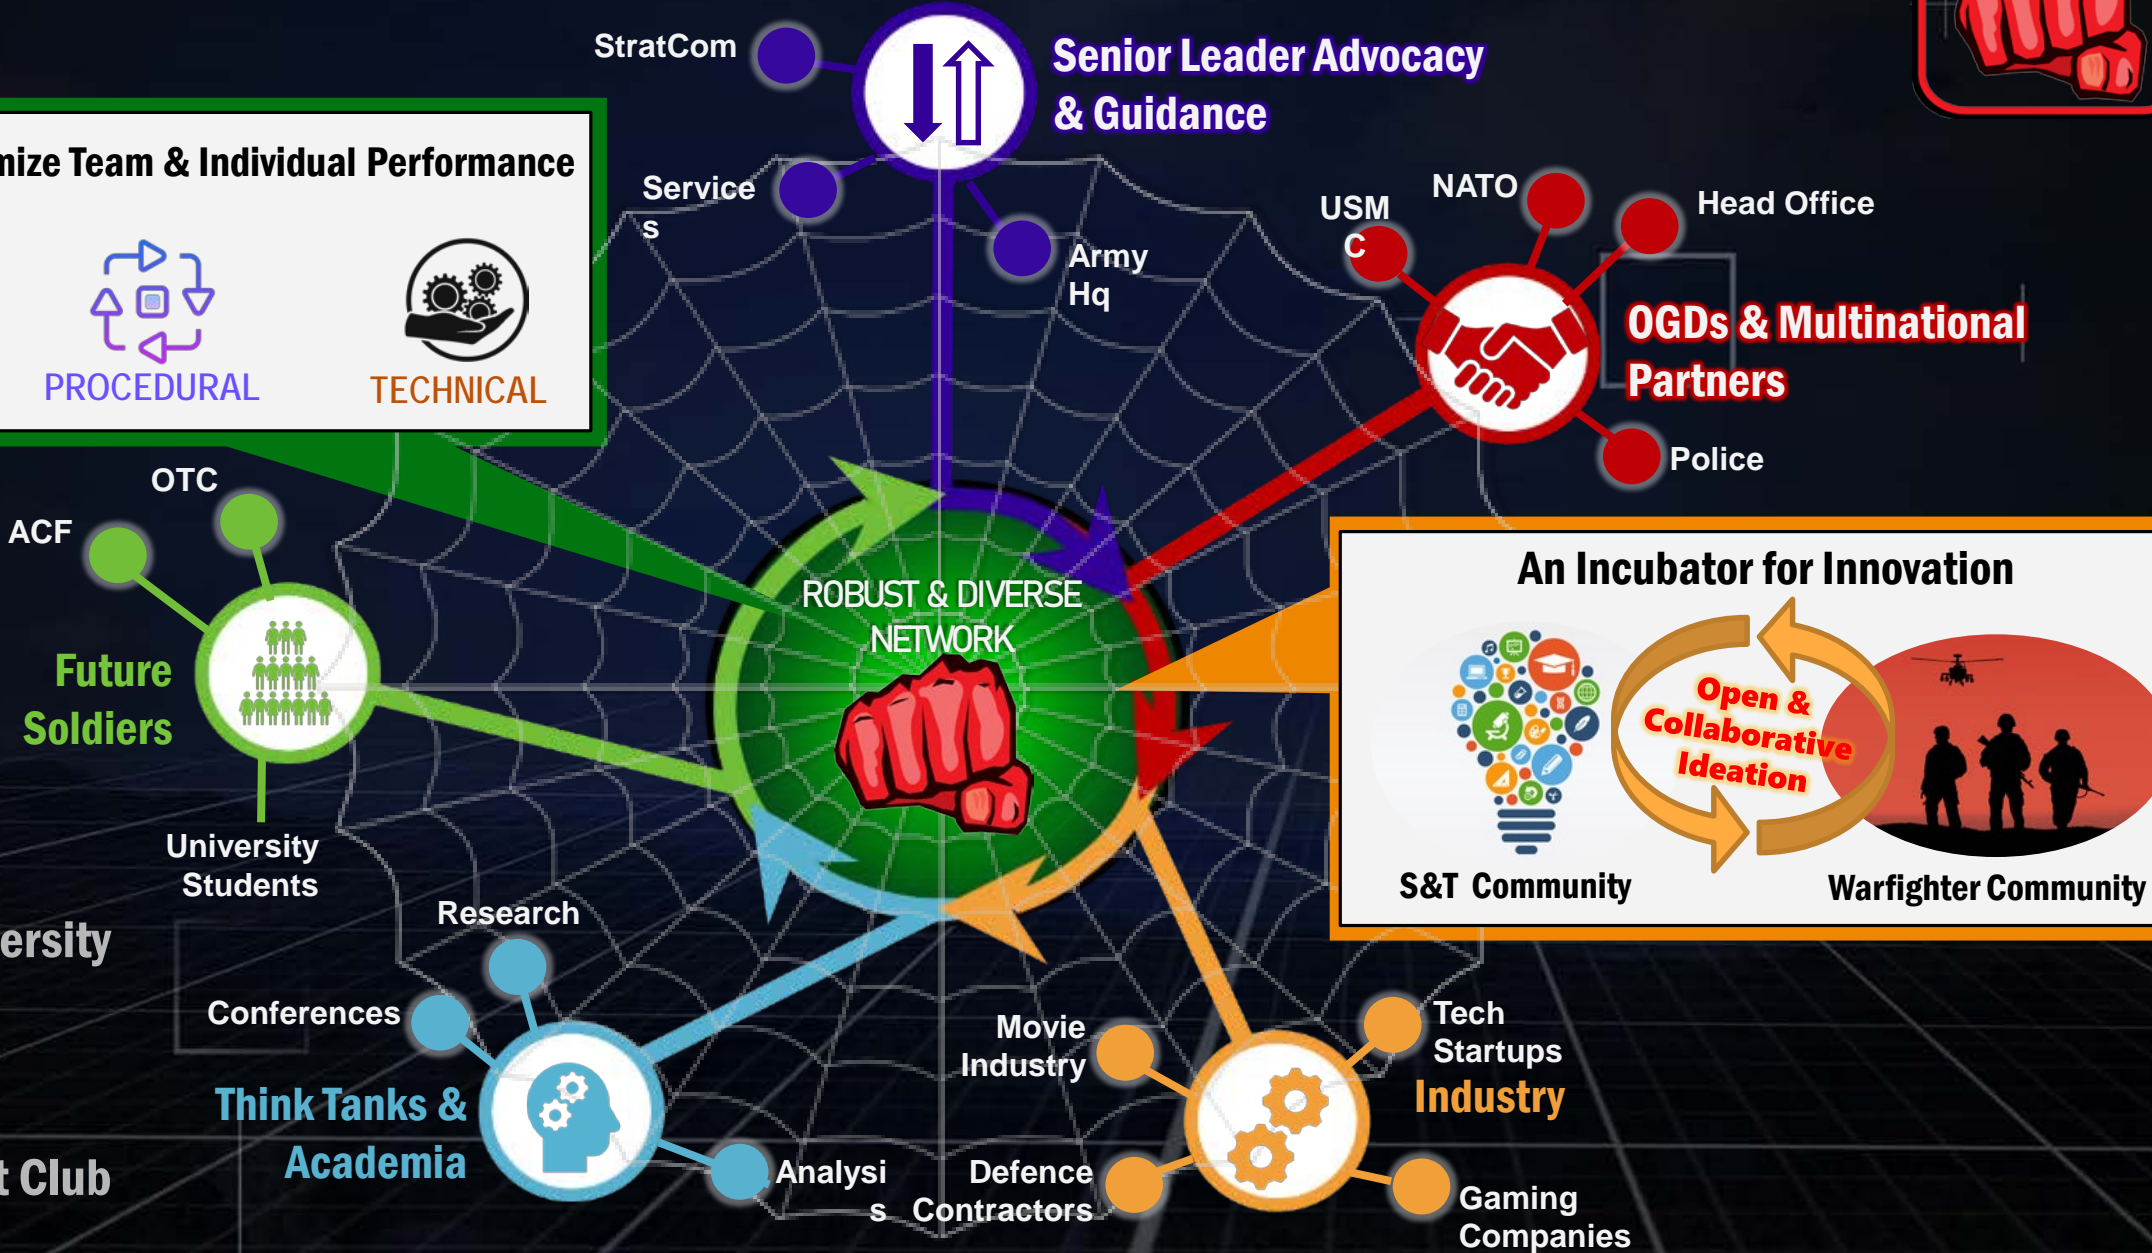 StratCom
Senior Leader Advocacy
& Guidance
Service
s
Army
Hq
mize Team & Individual Performance
PROCEDURAL
TECHNICAL
USM
C
NATO
Head Office
OGDs & Multinational
Partners
Police
OTC
ACF
Future
Soldiers
University
Students
ROBUST & DIVERSE
NETWORK
An Incubator for Innovation
Open &
Collaborative
Ideation
S&T Community
Warfighter Community
ersity
Research
Conferences
Think Tanks &
Academia
Analysi
s
t Club
Movie
Industry
Defence
Contractors
Tech
Startups
Industry
Gaming
Companies